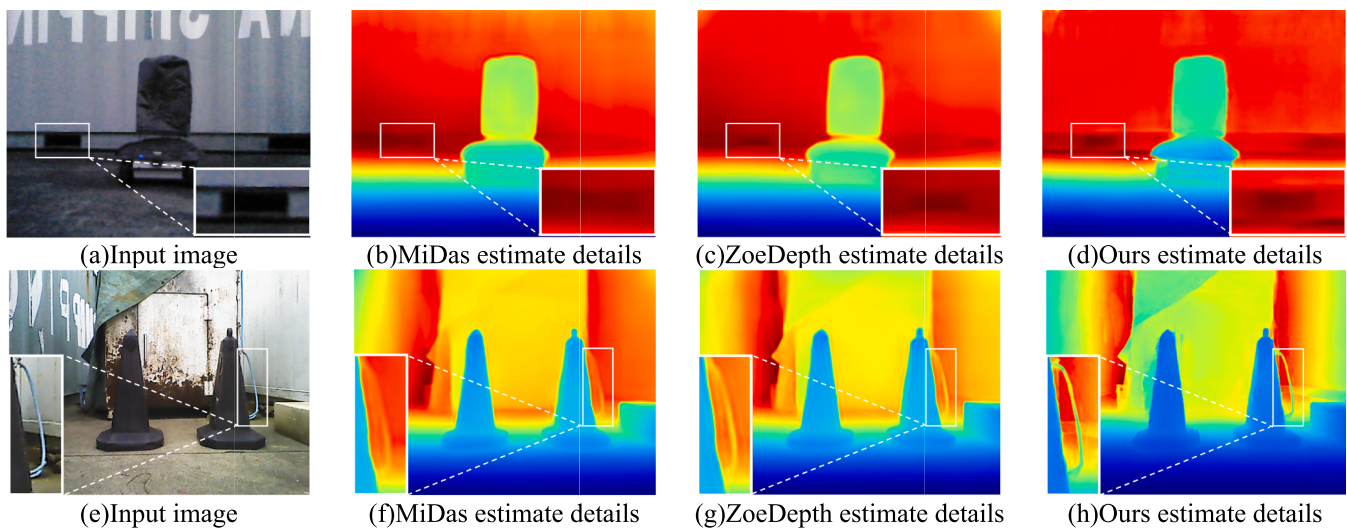 (a)Input image
(b)MiDas estimate details
(c)ZoeDepth estimate details
(d)Ours estimate details
(e)Input image
(f)MiDas estimate details
(g)ZoeDepth estimate details
(h)Ours estimate details